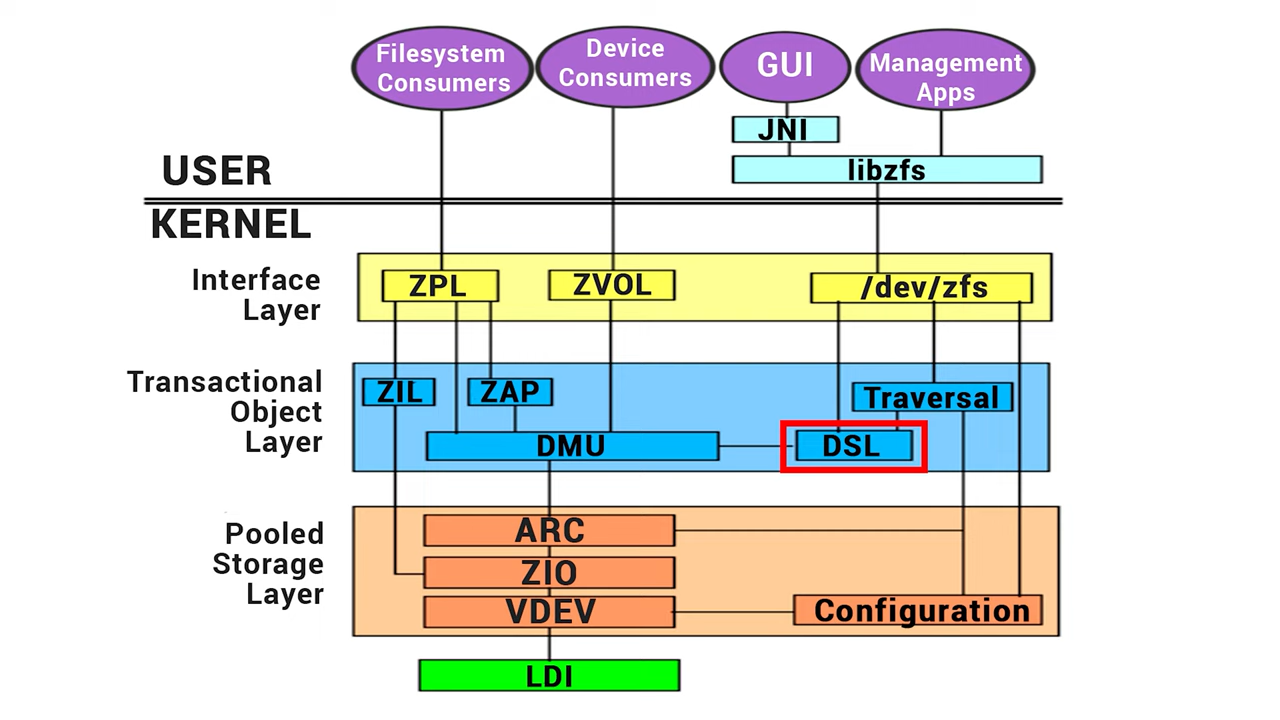 Filesystem
Consumers
Device
Consumers
GUI
Management
Apps
JNI
libzfs
USER
KERNEL
Interface
Layer
ZPL
ZVOL
/dev/zfs
Transactional
Object
Layer
ZIL
ZAP
Traversal
DMU
DSL
Pooled
Storage
Layer
ARC
ZIO
VDEV
Configuration
LDI